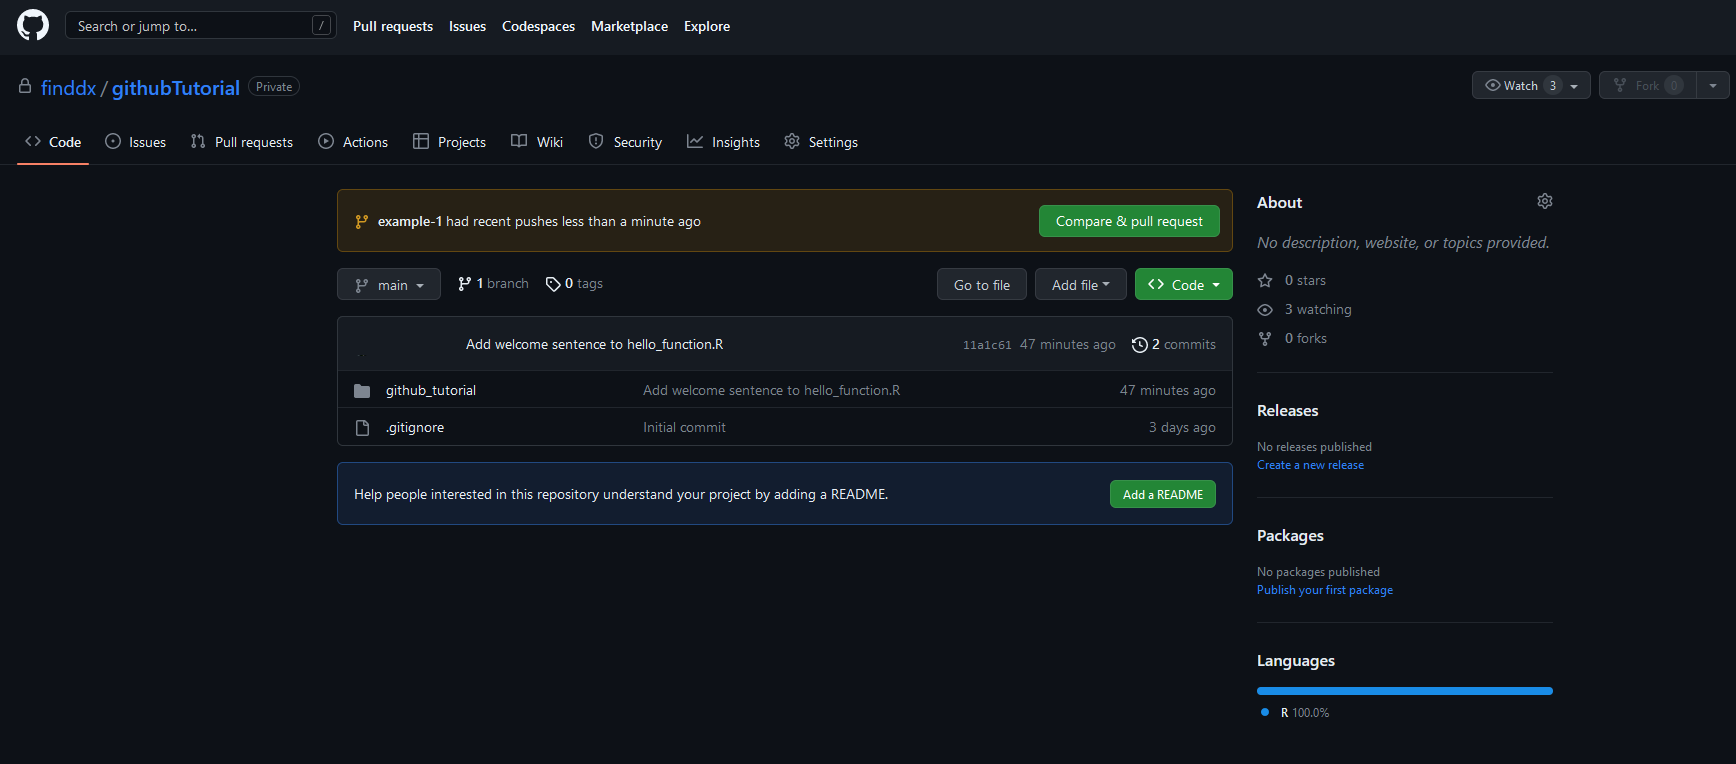 Search or jump to... / Pull requests Issues Codespaces Marketplace Explore
finddx / githubTutorial Private Watch 3 Fork 0
Code Issues Pull requests Actions Projects Wiki Security Insights Settings
example-1 had recent pushes less than a minute ago Compare & pull request
main 1 branch 0 tags Go to file Add file Code
Add welcome sentence to hello_function.R 11a1c61 47 minutes ago 2 commits
github_tutorial Add welcome sentence to hello_function.R 47 minutes ago
.gitignore Initial commit 3 days ago
Help people interested in this repository understand your project by adding a README. Add a README
About
No description, website, or topics provided.
0 stars
3 watching
0 forks
Releases
No releases published
Create a new release
Packages
No packages published
Publish your first package
Languages
R 100.0%